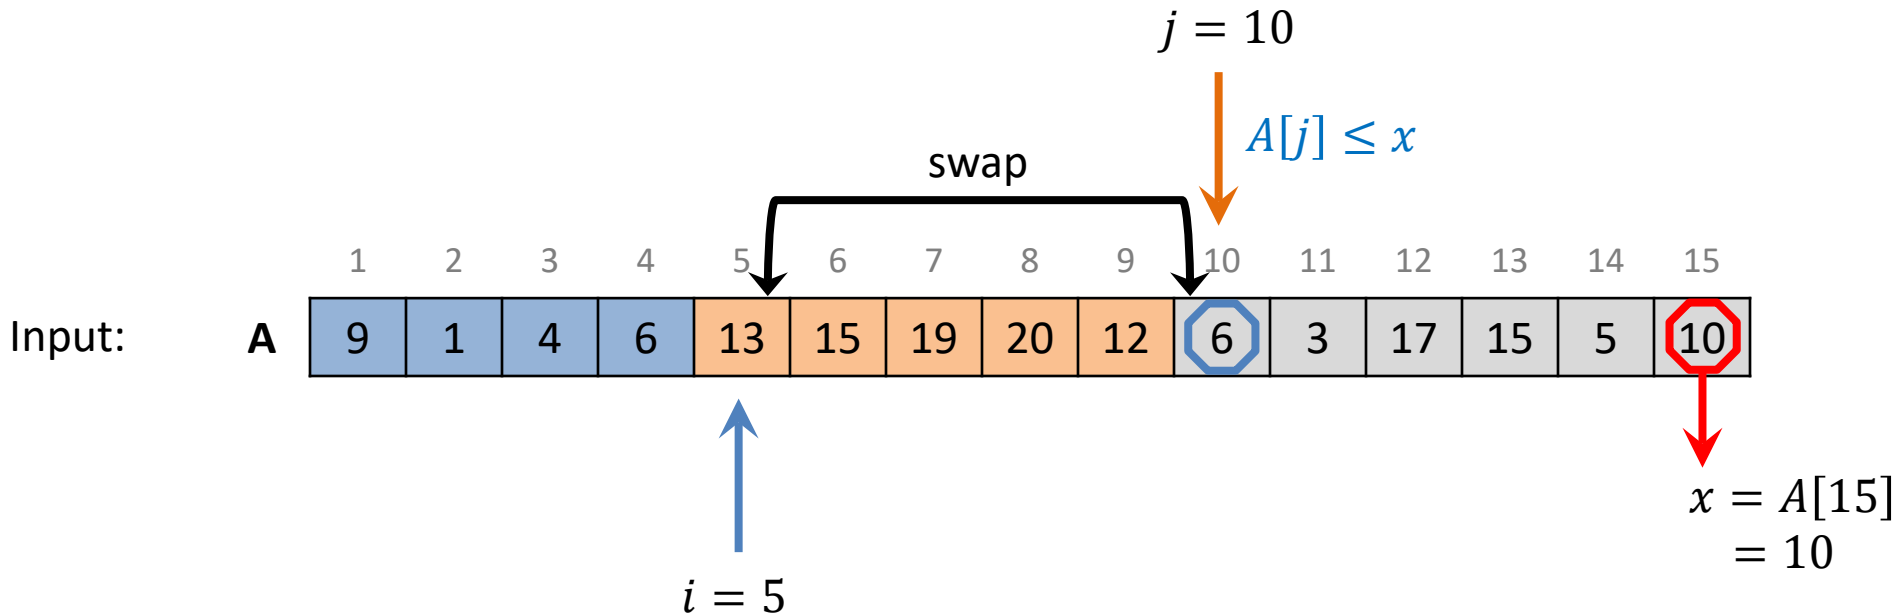 j = 10
A[j] ≤ x
swap
1 2 3 4 5 6 7 8 9 10 11 12 13 14 15
Input: A 9 1 4 6 13 15 19 20 12 6 3 17 15 5 10
x = A[15]
= 10
i = 5